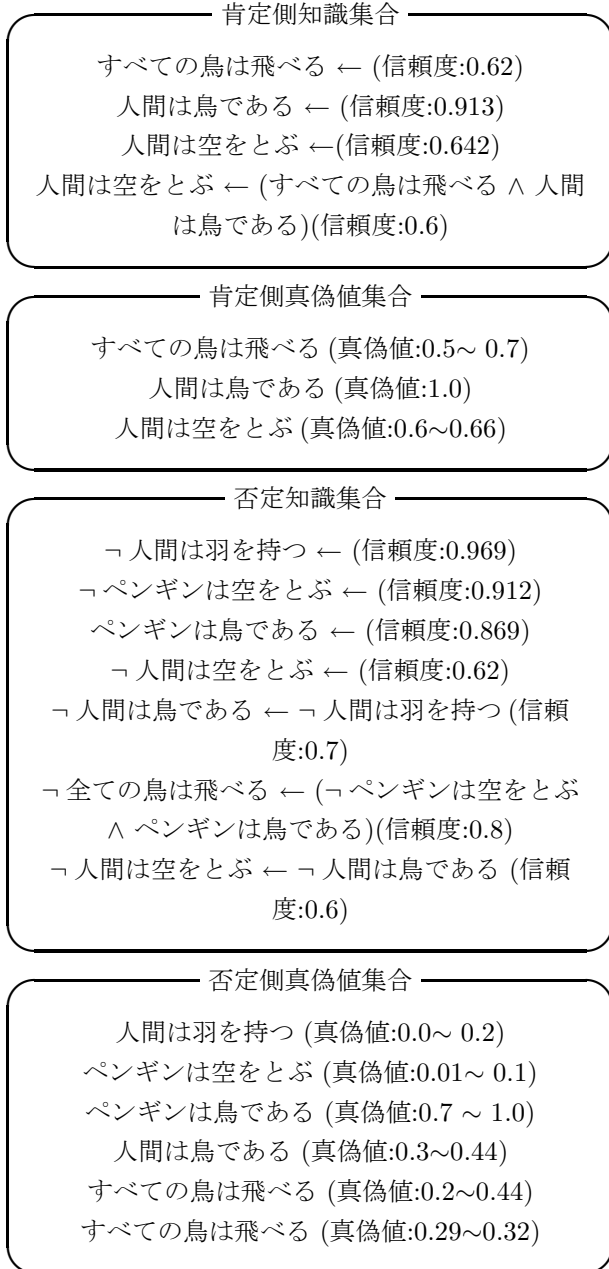 肯定側知識集合
すべての鳥は飛べる ← (信頼度:0.62)
人間は鳥である ← (信頼度:0.913)
人間は空をとぶ ←(信頼度:0.642)
人間は空をとぶ ← (すべての鳥は飛べる ∧ 人間
は鳥である)(信頼度:0.6)
肯定側真偽値集合
すべての鳥は飛べる (真偽値:0.5∼ 0.7)
人間は鳥である (真偽値:1.0)
人間は空をとぶ (真偽値:0.6∼0.66)
否定知識集合
¬ 人間は羽を持つ ← (信頼度:0.969)
¬ ペンギンは空をとぶ ← (信頼度:0.912)
ペンギンは鳥である ← (信頼度:0.869)
¬ 人間は空をとぶ ← (信頼度:0.62)
¬ 人間は鳥である ← ¬ 人間は羽を持つ (信頼
度:0.7)
¬ 全ての鳥は飛べる ← (¬ ペンギンは空をとぶ
∧ ペンギンは鳥である)(信頼度:0.8)
¬ 人間は空をとぶ ← ¬ 人間は鳥である (信頼
度:0.6)
否定側真偽値集合
人間は羽を持つ (真偽値:0.0∼ 0.2)
ペンギンは空をとぶ (真偽値:0.01∼ 0.1)
ペンギンは鳥である (真偽値:0.7 ∼ 1.0)
人間は鳥である (真偽値:0.3∼0.44)
すべての鳥は飛べる (真偽値:0.2∼0.44)
すべての鳥は飛べる (真偽値:0.29∼0.32)